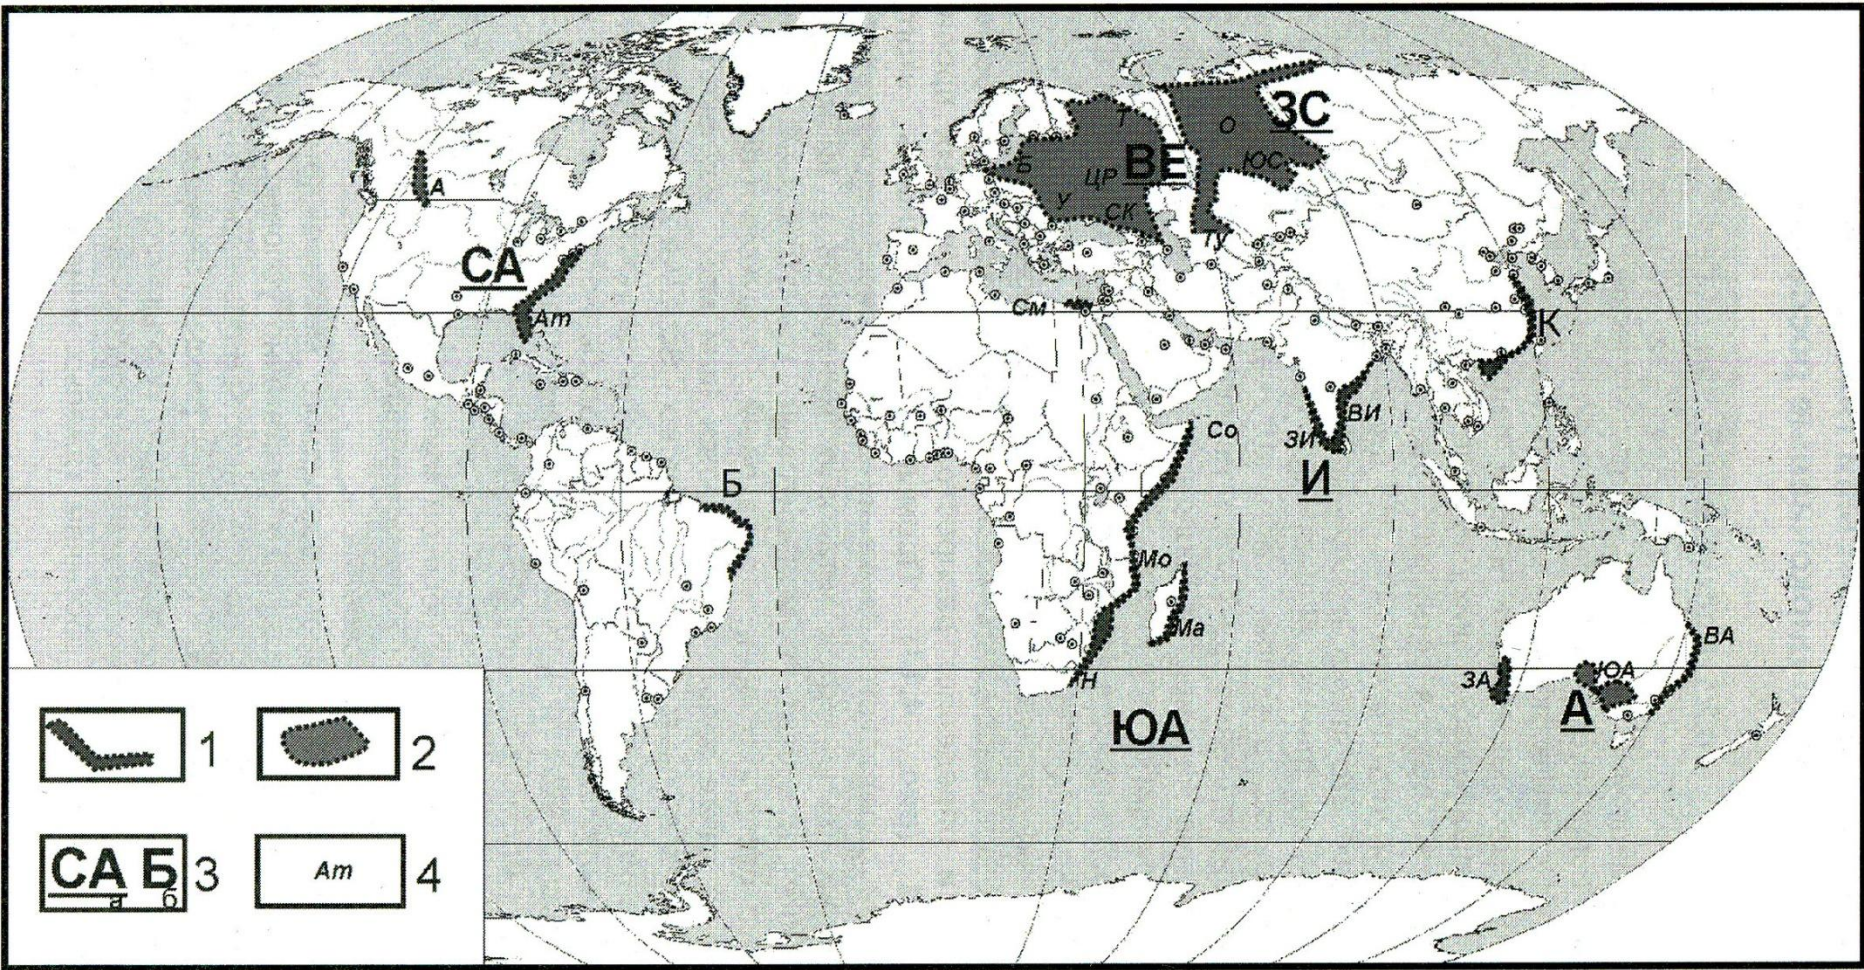 ЗС
О
Т
ЮС
ВЕ
Б
ЦР
А
У
СК
Ту
СА
См
Ат
К
ВИ
Со
ЗИ
И
Б
Мо
Ма
ВА
ЮА
ЗА
Н
А
ЮА
1
2
СА Б
а б
3
Ат
4